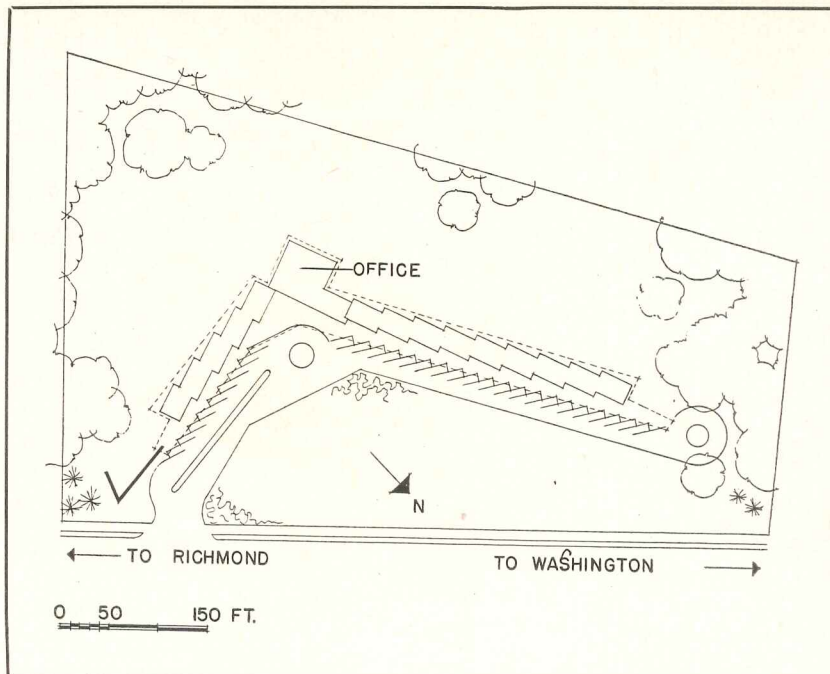 OFFICE
N
TO RICHMOND
TO WASHINGTON
0 50 150 FT.